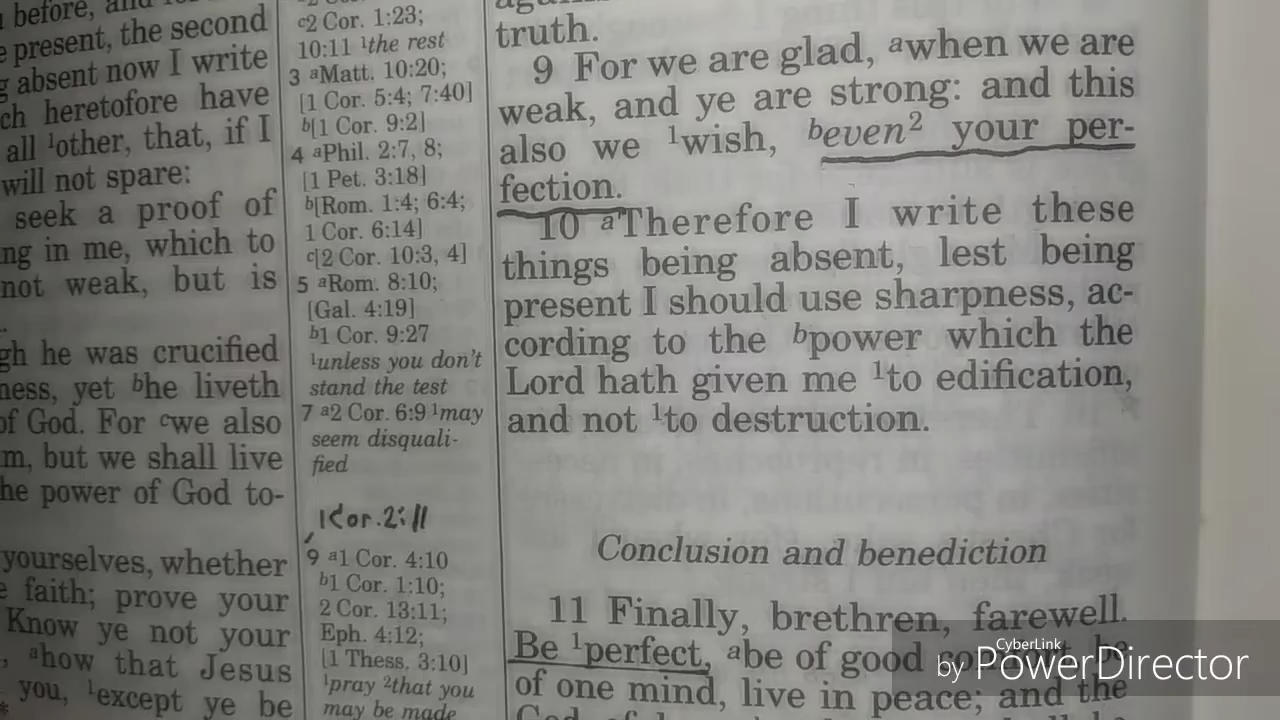 before, and
e present, the second
g absent now I write
ch heretofore have
all ¹other, that, if I
will not spare:
seek a proof of
ng in me, which to
not weak, but is
gh he was crucified
ness, yet ᵇhe liveth
of God. For ᶜwe also
m, but we shall live
he power of God to-
yourselves, whether
e faith; prove your
Know ye not your
, ᵃhow that Jesus
you, ¹except ye be
ᶜ2 Cor. 1:23;
10:11 ¹the rest
3 ᵃMatt. 10:20;
[1 Cor. 5:4; 7:40]
ᵇ[1 Cor. 9:2]
4 ᵃPhil. 2:7, 8;
[1 Pet. 3:18]
ᵇ[Rom. 1:4; 6:4;
1 Cor. 6:14]
ᶜ[2 Cor. 10:3, 4]
5 ᵃRom. 8:10;
[Gal. 4:19]
ᵇ1 Cor. 9:27
¹unless you don't
stand the test
7 ᵃ2 Cor. 6:9 ¹may
seem disquali-
fied
1Cor.2:11
9 ᵃ1 Cor. 4:10
ᵇ1 Cor. 1:10;
2 Cor. 13:11;
Eph. 4:12;
[1 Thess. 3:10]
¹pray ²that you
may be made
truth.
9 For we are glad, ᵃwhen we are
weak, and ye are strong: and this
also we ¹wish, ᵇeven² your per-
fection.
10 ᵃTherefore I write these
things being absent, lest being
present I should use sharpness, ac-
cording to the ᵇpower which the
Lord hath given me ¹to edification,
and not ¹to destruction.
Conclusion and benediction
11 Finally, brethren, farewell.
Be ¹perfect, ᵃbe of good be
of one mind, live in peace; and the
CyberLink
by PowerDirector